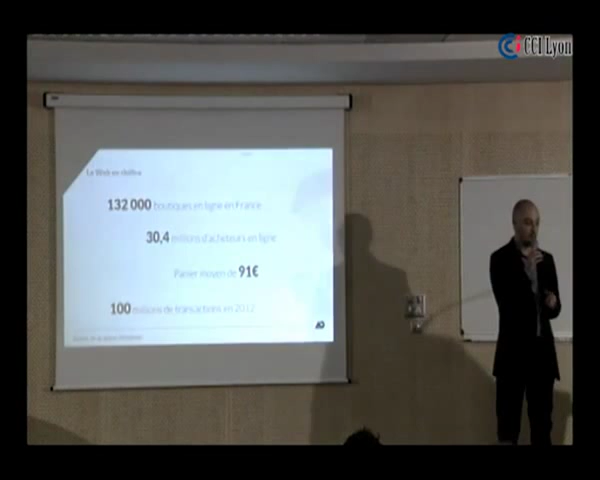 CCI Lyon
Le Web en chiffre
132 000 boutiques en ligne en France
30,4 millions d'acheteurs en ligne
Panier moyen de 91€
100 millions de transactions en 2012